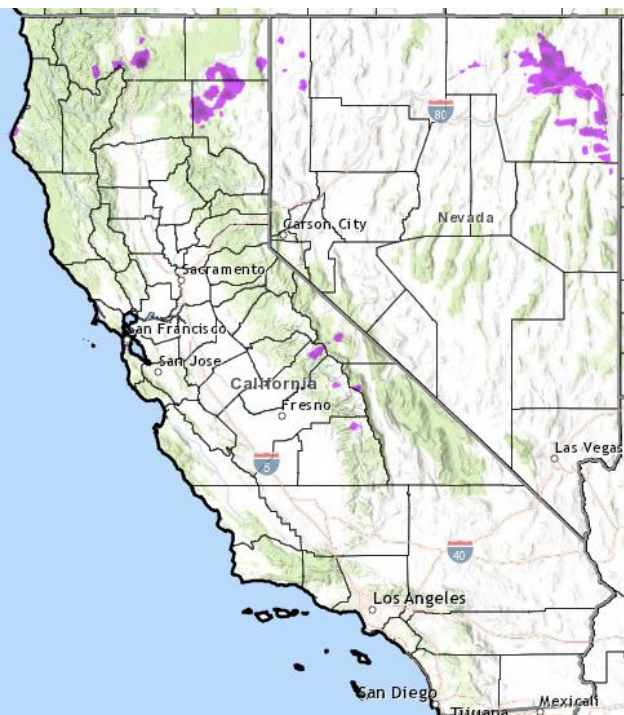 80
Carson City
Nevada
Sacramento
San Francisco
San Jose
California
Fresno
5
Las Vegas
40
Los Angeles
San Diego
Tijuana
Mexicali